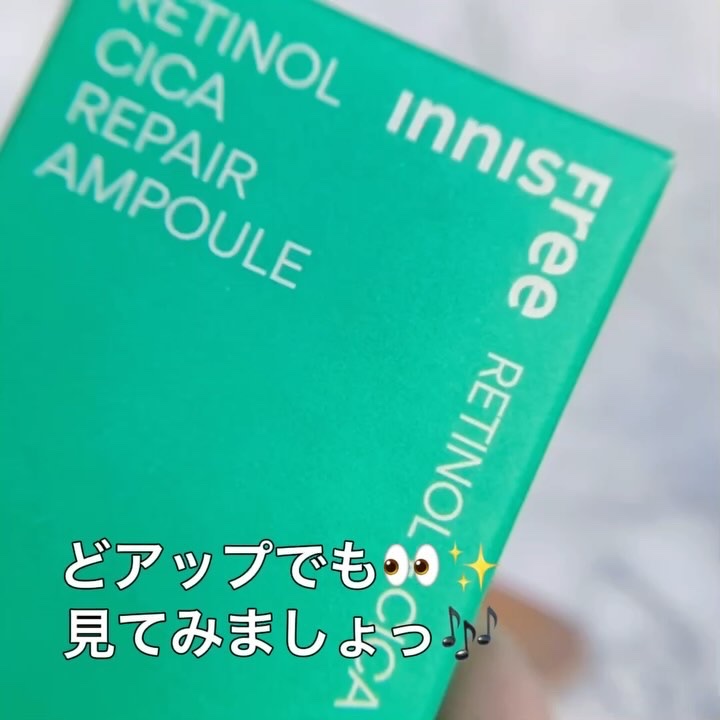 RETINOL
CICA
REPAIR
AMPOULE
INNISFree
RETINOL CICA
どアップでも👀✨
見てみましょっ🎶